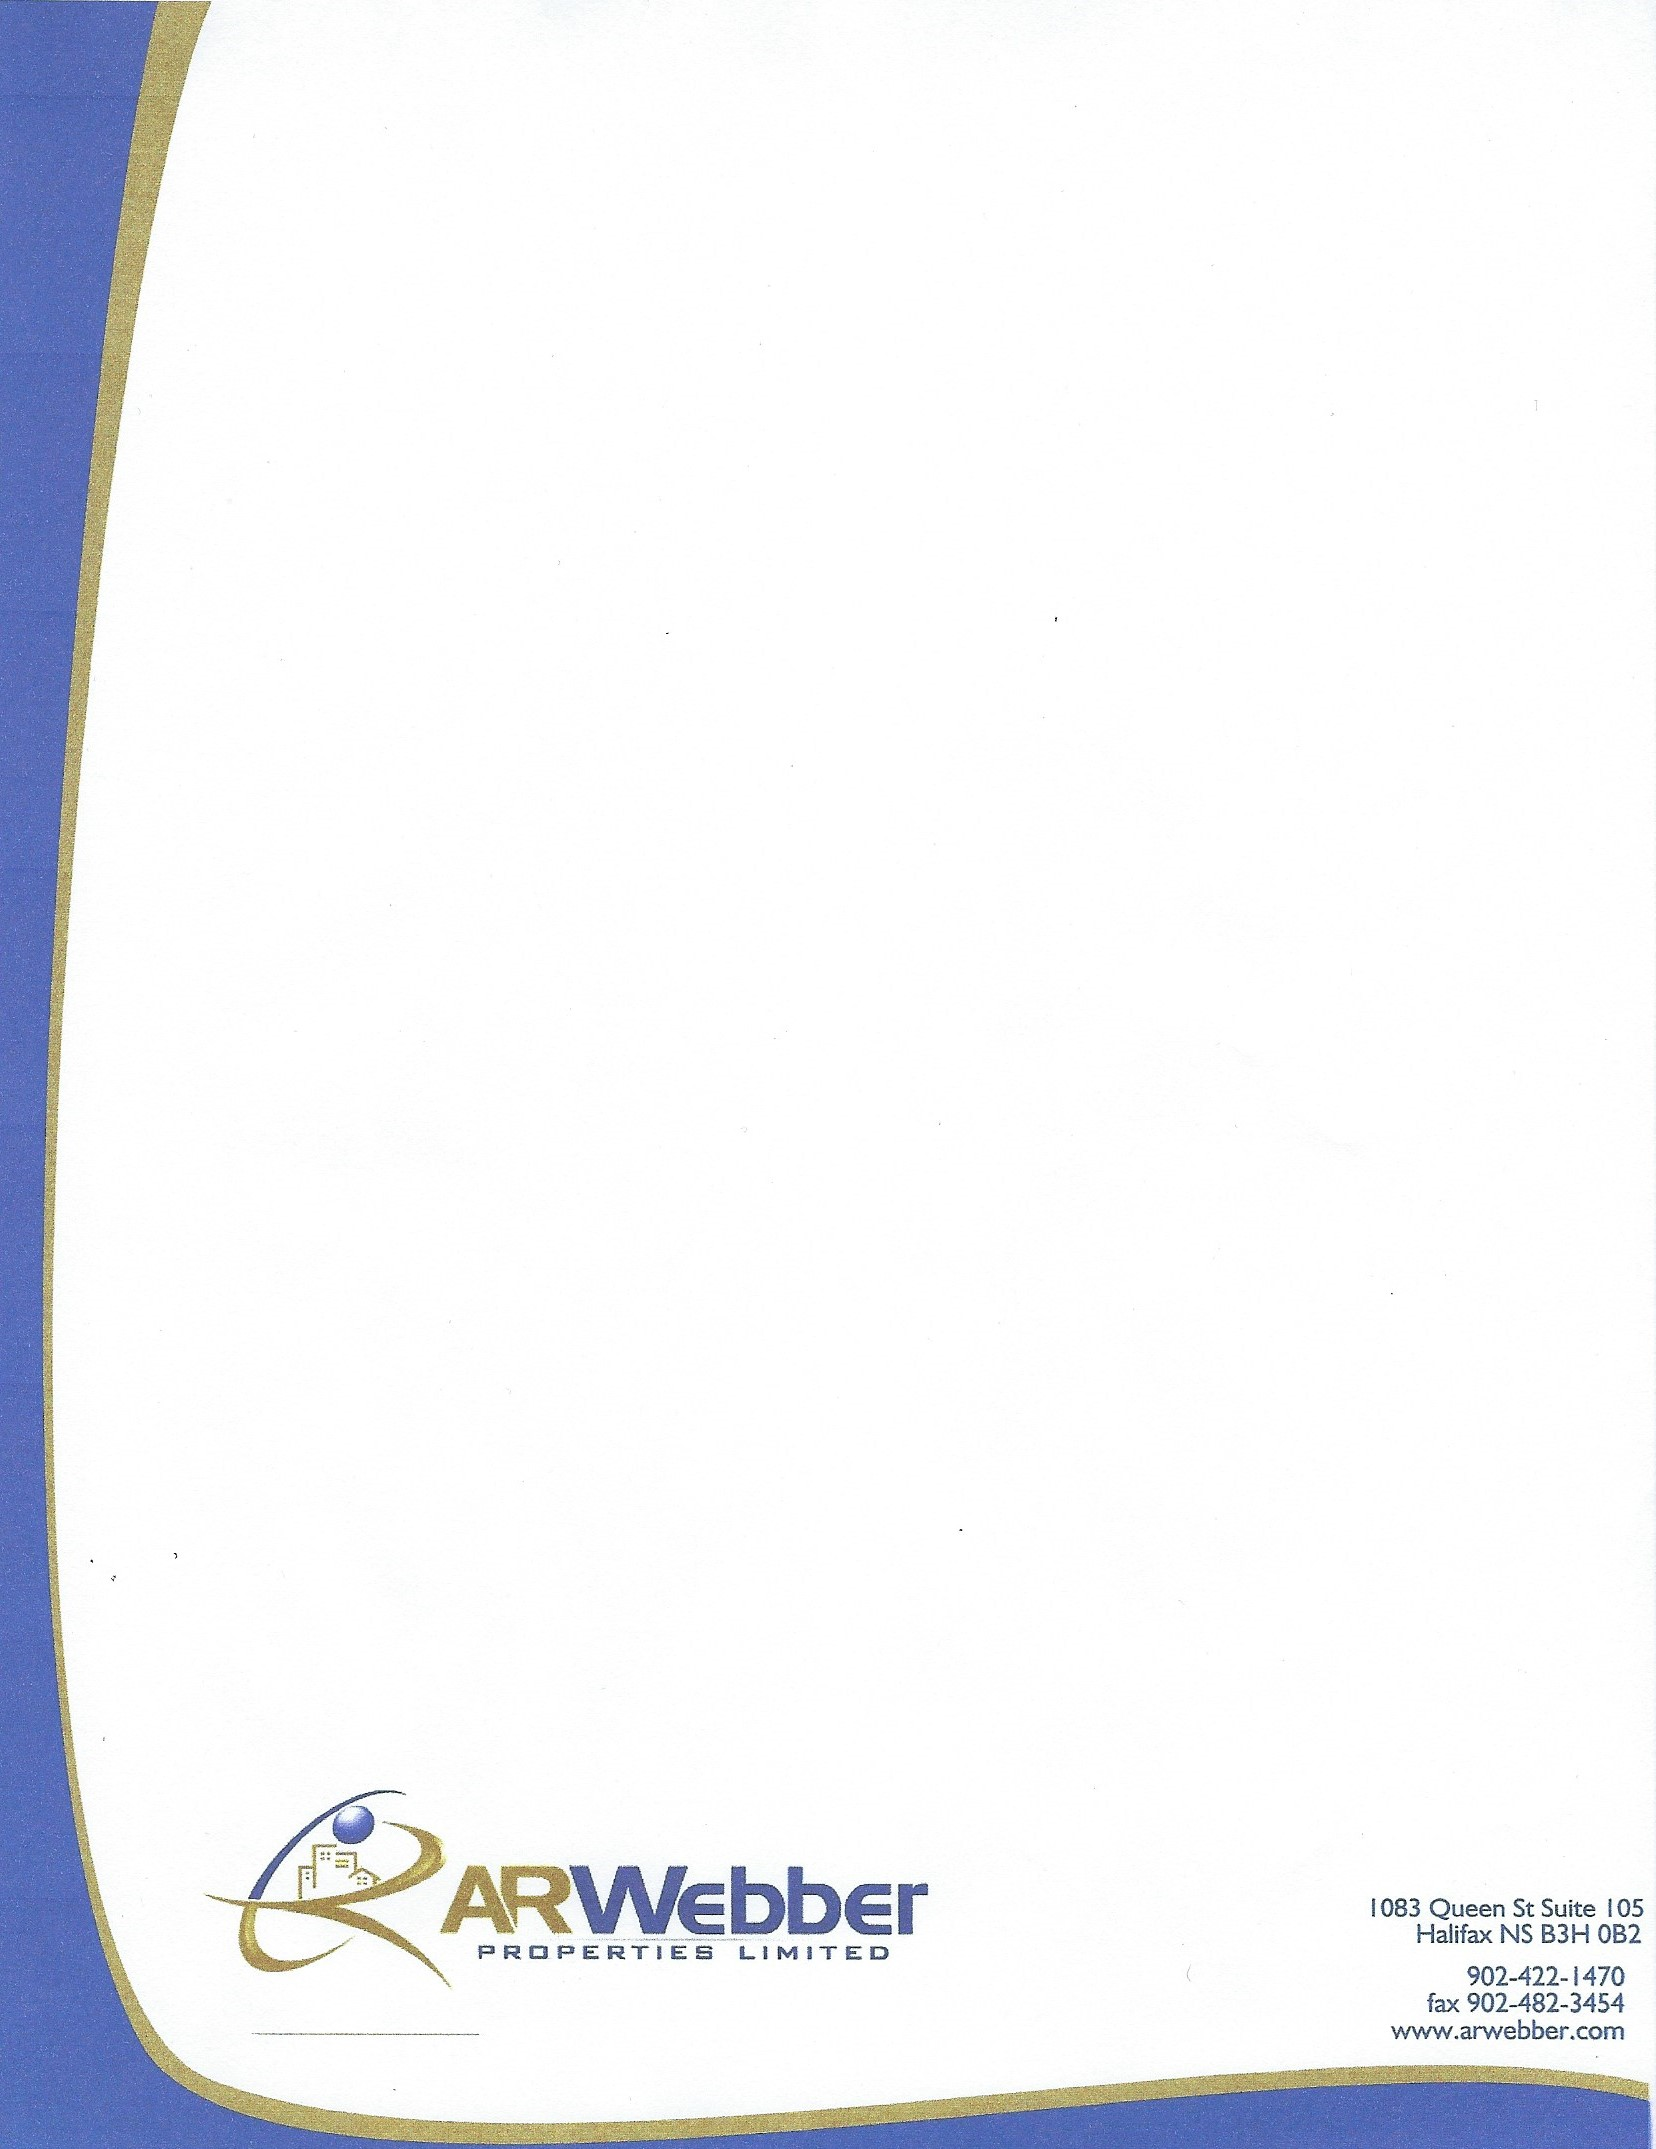 ARWebber
PROPERTIES LIMITED
1083 Queen St Suite 105
Halifax NS B3H 0B2
902-422-1470
fax 902-482-3454
www.arwebber.com